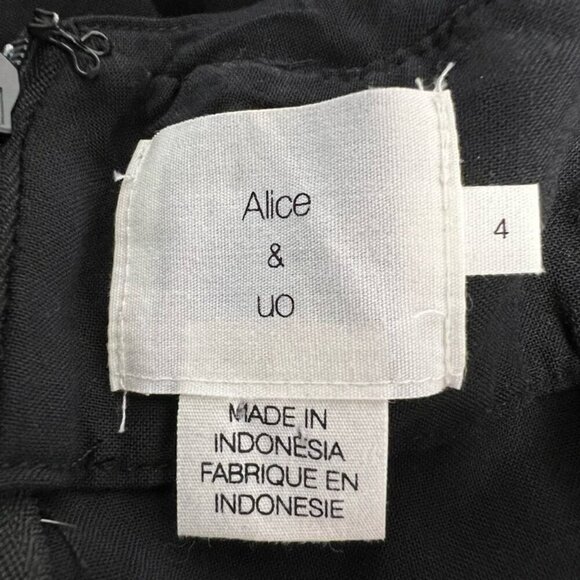 Alice
&
UO
4
MADE IN
INDONESIA
FABRIQUE EN
INDONESIE